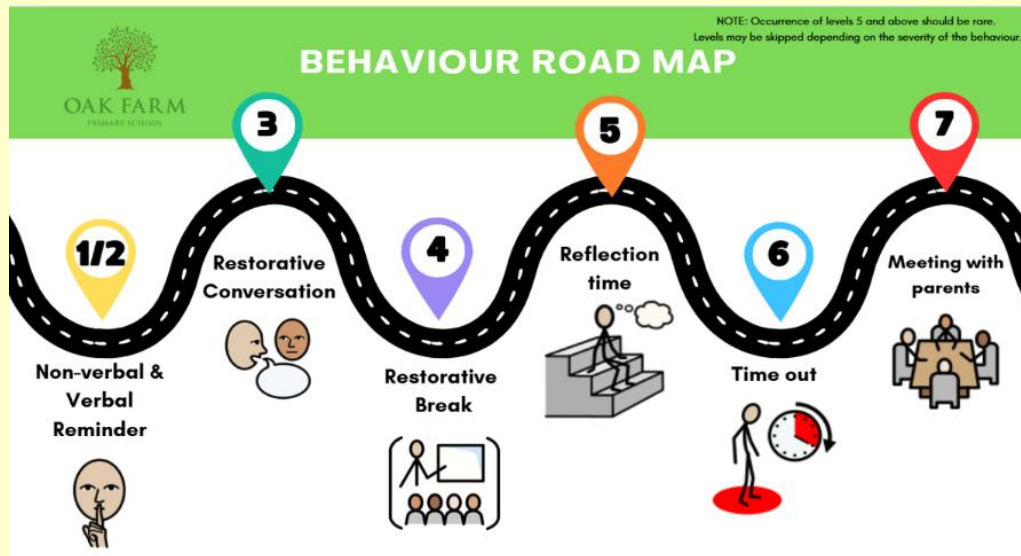 NOTE: Occurrence of levels 5 and above should be rare.
Levels may be skipped depending on the severity of the behaviour.
BEHAVIOUR ROAD MAP
OAK FARM
PRIMARY SCHOOL
1/2
Non-verbal &
Verbal
Reminder
3
Restorative
Conversation
4
Restorative
Break
5
Reflection
time
6
Time out
7
Meeting with
parents